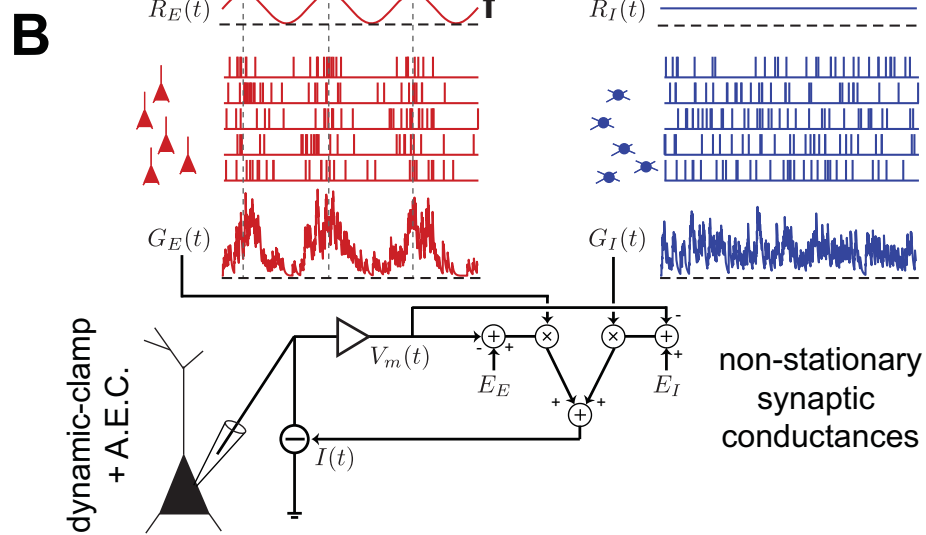 B
R_E(t)
R_I(t)
G_E(t)
G_I(t)
dynamic-clamp
+ A.E.C.
V_m(t)
- + × × + -
+
E_E
E_I
+ + +
I(t)
non-stationary
synaptic
conductances